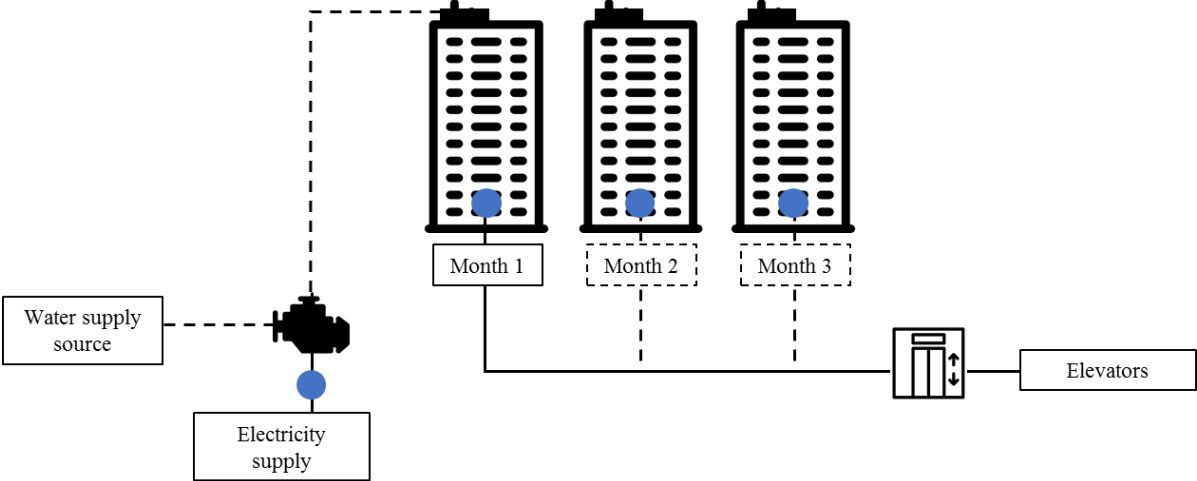 Month 1
Month 2
Month 3
Water supply
source
Elevators
Electricity
supply